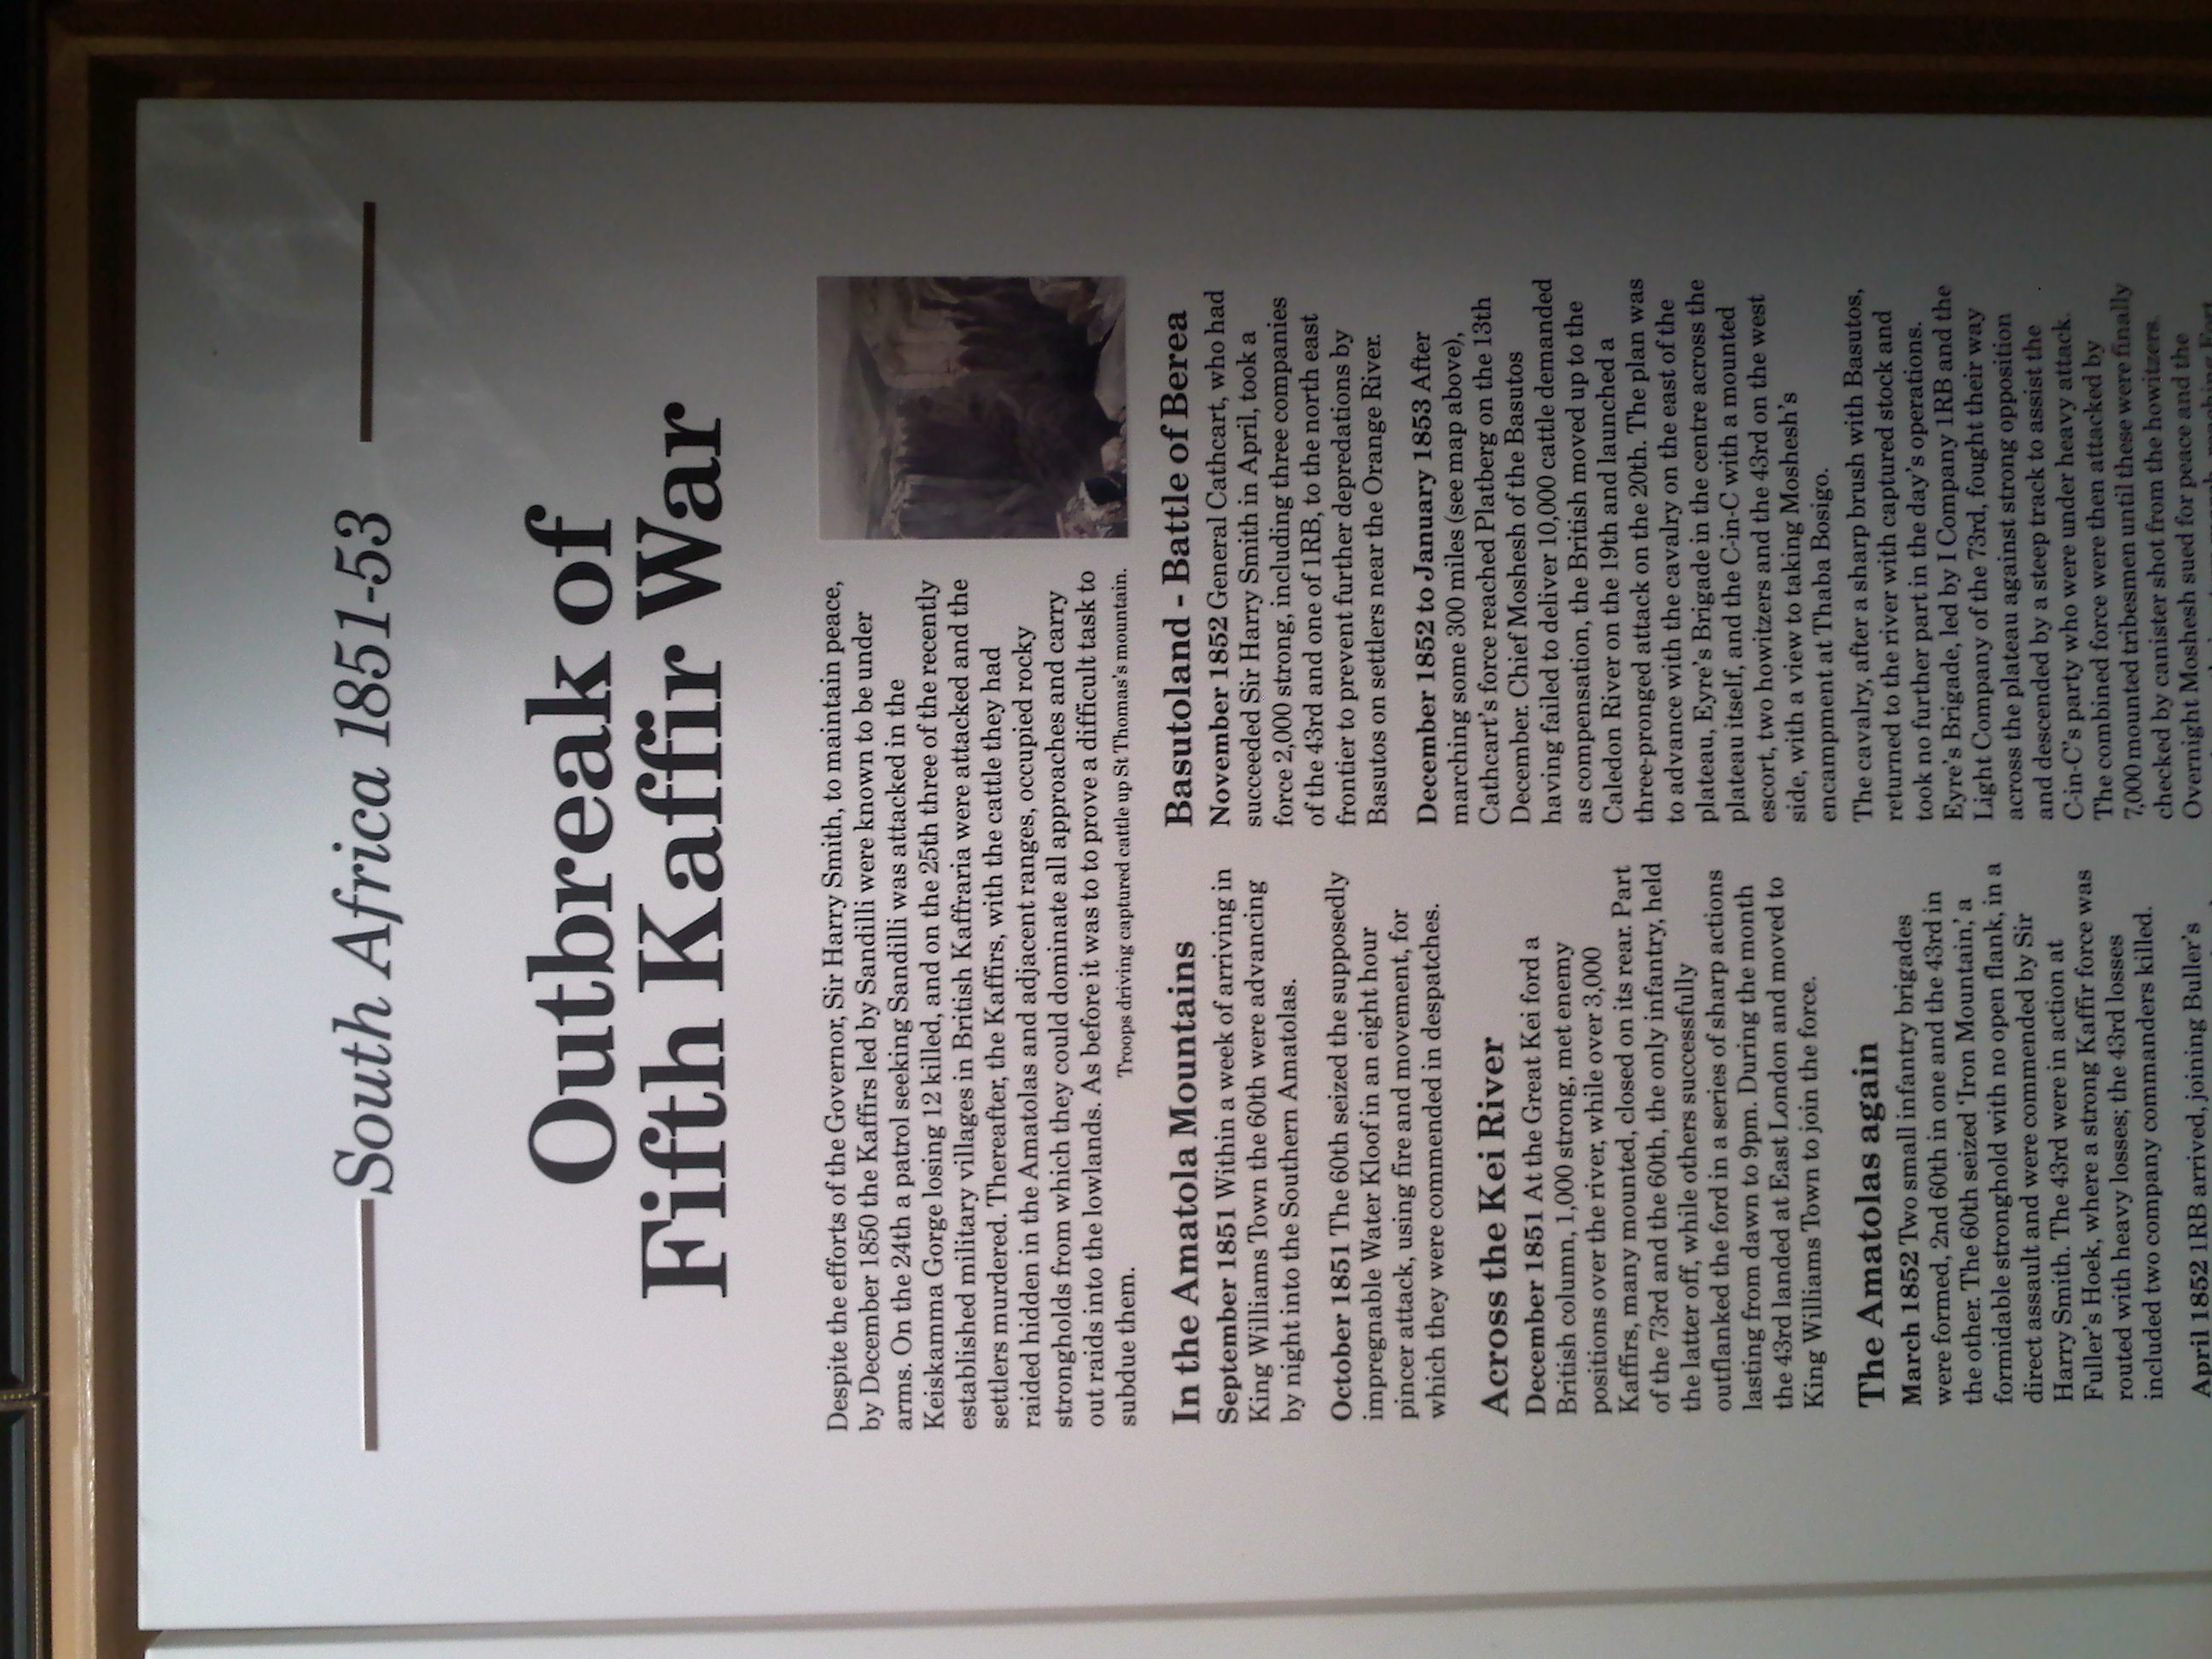 South Africa 1851-53
Outbreak of
Fifth Kaffir War
Despite the efforts of the Governor, Sir Harry Smith, to maintain peace,
by December 1850 the Kaffirs led by Sandilli were known to be under
arms. On the 24th a patrol seeking Sandilli was attacked in the
Keiskamma Gorge losing 12 killed, and on the 25th three of the recently
established military villages in British Kaffraria were attacked and the
settlers murdered. Thereafter, the Kaffirs, with the cattle they had
raided hidden in the Amatolas and adjacent ranges, occupied rocky
strongholds from which they could dominate all approaches and carry
out raids into the lowlands. As before it was to to prove a difficult task to
subdue them.
Troops driving captured cattle up St Thomas's mountain.
In the Amatola Mountains
September 1851 Within a week of arriving in
King Williams Town the 60th were advancing
by night into the Southern Amatolas.
October 1851 The 60th seized the supposedly
impregnable Water Kloof in an eight hour
pincer attack, using fire and movement, for
which they were commended in despatches.
Across the Kei River
December 1851 At the Great Kei ford a
British column, 1,000 strong, met enemy
positions over the river, while over 3,000
Kaffirs, many mounted, closed on its rear. Part
of the 73rd and the 60th, the only infantry, held
the latter off, while others successfully
outflanked the ford in a series of sharp actions
lasting from dawn to 9pm. During the month
the 43rd landed at East London and moved to
King Williams Town to join the force.
The Amatolas again
March 1852 Two small infantry brigades
were formed, 2nd 60th in one and the 43rd in
the other. The 60th seized 'Iron Mountain,' a
formidable stronghold with no open flank, in a
direct assault and were commended by Sir
Harry Smith. The 43rd were in action at
Fuller's Hoek, where a strong Kaffir force was
routed with heavy losses; the 43rd losses
included two company commanders killed.
April 1852 1RB arrived, joining Buller's
Basutoland - Battle of Berea
November 1852 General Cathcart, who had
succeeded Sir Harry Smith in April, took a
force 2,000 strong, including three companies
of the 43rd and one of 1RB, to the north east
frontier to prevent further depredations by
Basutos on settlers near the Orange River.
December 1852 to January 1853 After
marching some 300 miles (see map above),
Cathcart's force reached Platberg on the 13th
December. Chief Moshesh of the Basutos
having failed to deliver 10,000 cattle demanded
as compensation, the British moved up to the
Caledon River on the 19th and launched a
three-pronged attack on the 20th. The plan was
to advance with the cavalry on the east of the
plateau, Eyre's Brigade in the centre across the
plateau itself, and the C-in-C with a mounted
escort, two howitzers and the 43rd on the west
side, with a view to taking Moshesh's
encampment at Thaba Bosigo.
The cavalry, after a sharp brush with Basutos,
returned to the river with captured stock and
took no further part in the day's operations.
Eyre's Brigade, led by I Company 1RB and the
Light Company of the 73rd, fought their way
across the plateau against strong opposition
and descended by a steep track to assist the
C-in-C's party who were under heavy attack.
The combined force were then attacked by
7,000 mounted tribesmen until these were finally
checked by canister shot from the howitzers.
Overnight Moshesh sued for peace and the